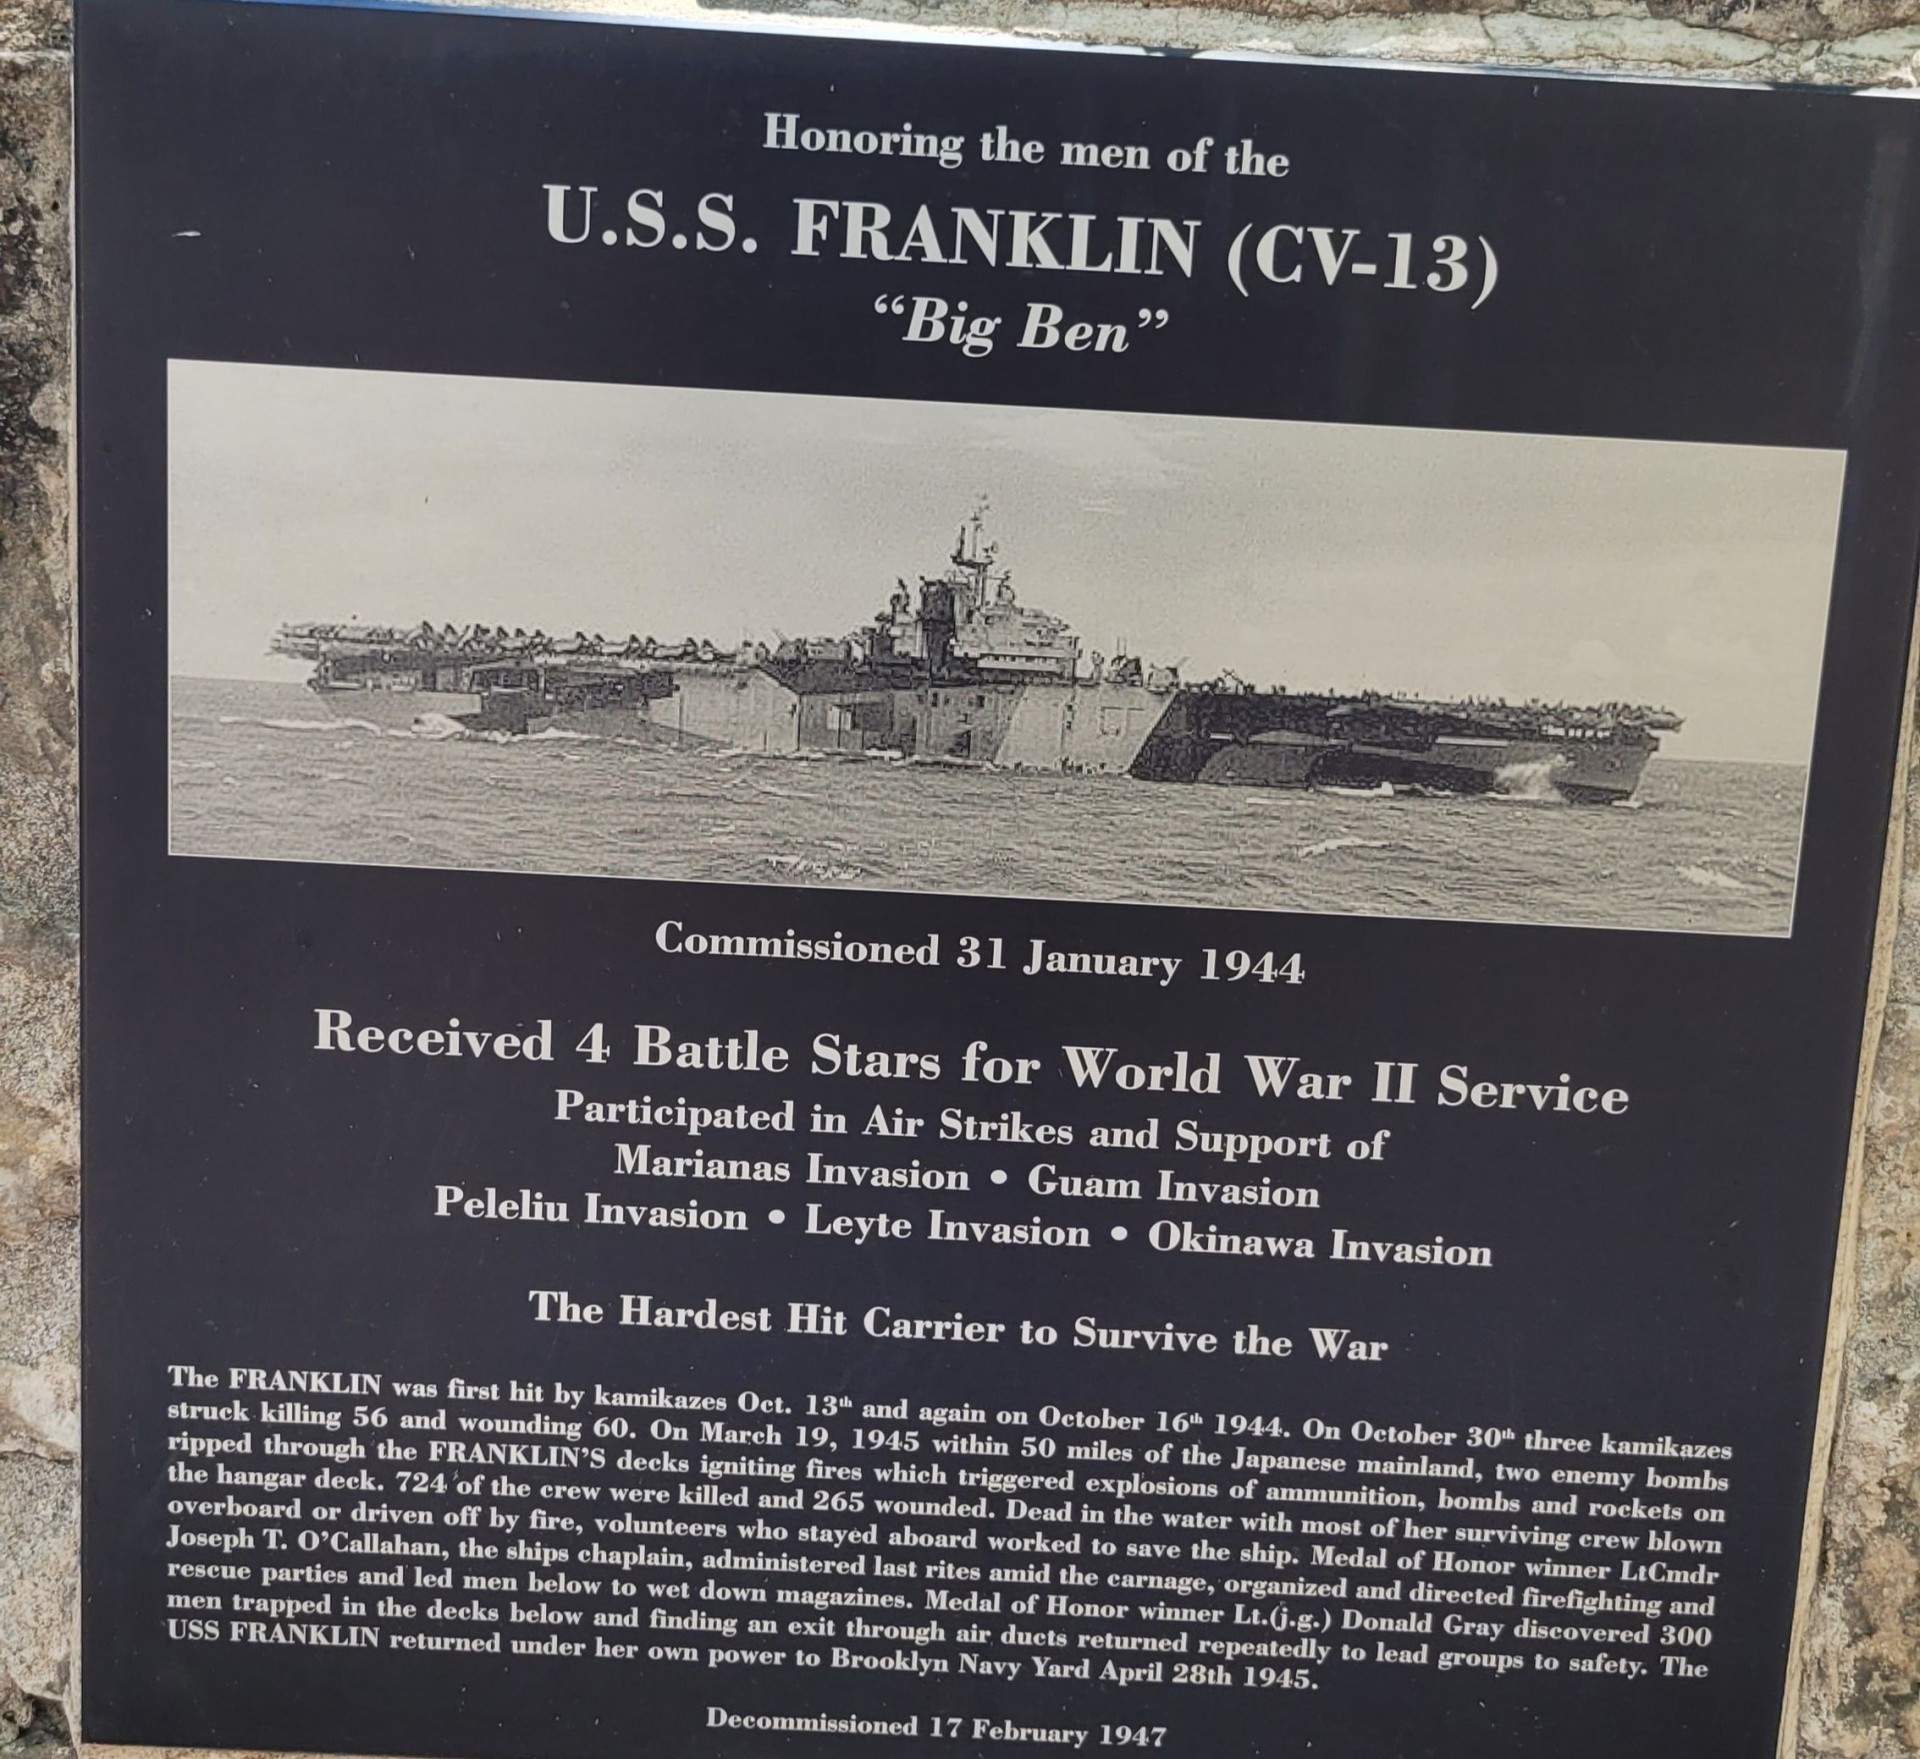 Honoring the men of the
U.S.S. FRANKLIN (CV-13)
“Big Ben”
Commissioned 31 January 1944
Received 4 Battle Stars for World War II Service
Participated in Air Strikes and Support of
Marianas Invasion • Guam Invasion
Peleliu Invasion • Leyte Invasion • Okinawa Invasion
The Hardest Hit Carrier to Survive the War
The FRANKLIN was first hit by kamikazes Oct. 13th and again on October 16th 1944. On October 30th three kamikazes
struck killing 56 and wounding 60. On March 19, 1945 within 50 miles of the Japanese mainland, two enemy bombs
ripped through the FRANKLIN’S decks igniting fires which triggered explosions of ammunition, bombs and rockets on
the hangar deck. 724 of the crew were killed and 265 wounded. Dead in the water with most of her surviving crew blown
overboard or driven off by fire, volunteers who stayed aboard worked to save the ship. Medal of Honor winner LtCmdr
Joseph T. O’Callahan, the ships chaplain, administered last rites amid the carnage, organized and directed firefighting and
rescue parties and led men below to wet down magazines. Medal of Honor winner Lt.(j.g.) Donald Gray discovered 300
men trapped in the decks below and finding an exit through air ducts returned repeatedly to lead groups to safety. The
USS FRANKLIN returned under her own power to Brooklyn Navy Yard April 28th 1945.
Decommissioned 17 February 1947